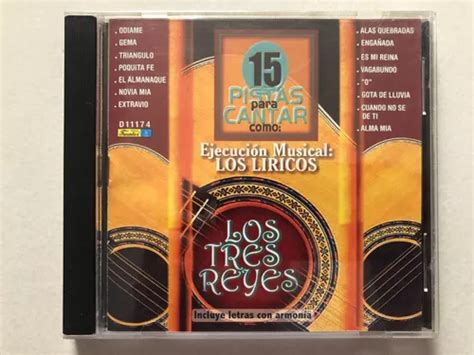 . ODIAME
. GEMA
. TRIANGULO
. POQUITA FE
. EL ALMANAQUE
. NOVIA MIA
. EXTRAVIO
D11174
15
PISTAS
para
CANTAR
como:
Ejecución Musical:
LOS LIRICOS
. ALAS QUEBRADAS
. ENGAÑADA
. ES MI REINA
. VAGABUNDO
. "O"
. GOTA DE LLUVIA
. CUANDO NO SE
DE TI
. ALMA MIA
LOS
TRES
REYES
Incluye letras con armonía